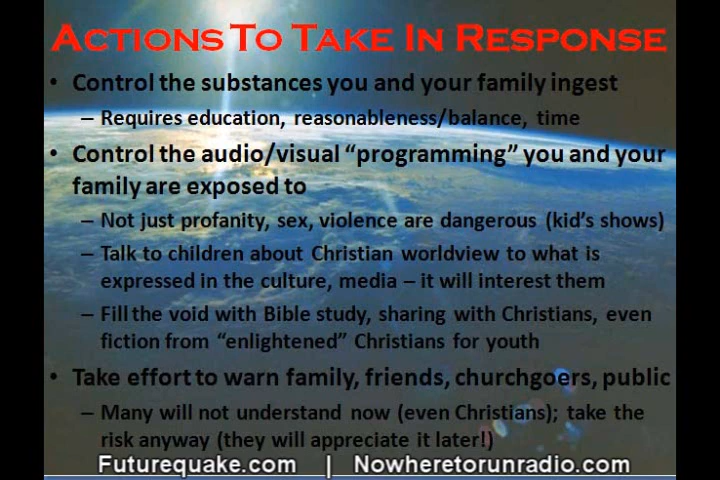 ACTIONS TO TAKE IN RESPONSE
• Control the substances you and your family ingest
– Requires education, reasonableness/balance, time
• Control the audio/visual “programming” you and your
family are exposed to
– Not just profanity, sex, violence are dangerous (kid’s shows)
– Talk to children about Christian worldview to what is
expressed in the culture, media – it will interest them
– Fill the void with Bible study, sharing with Christians, even
fiction from “enlightened” Christians for youth
• Take effort to warn family, friends, churchgoers, public
– Many will not understand now (even Christians); take the
risk anyway (they will appreciate it later!)
Futurequake.com | Nowheretorunradio.com